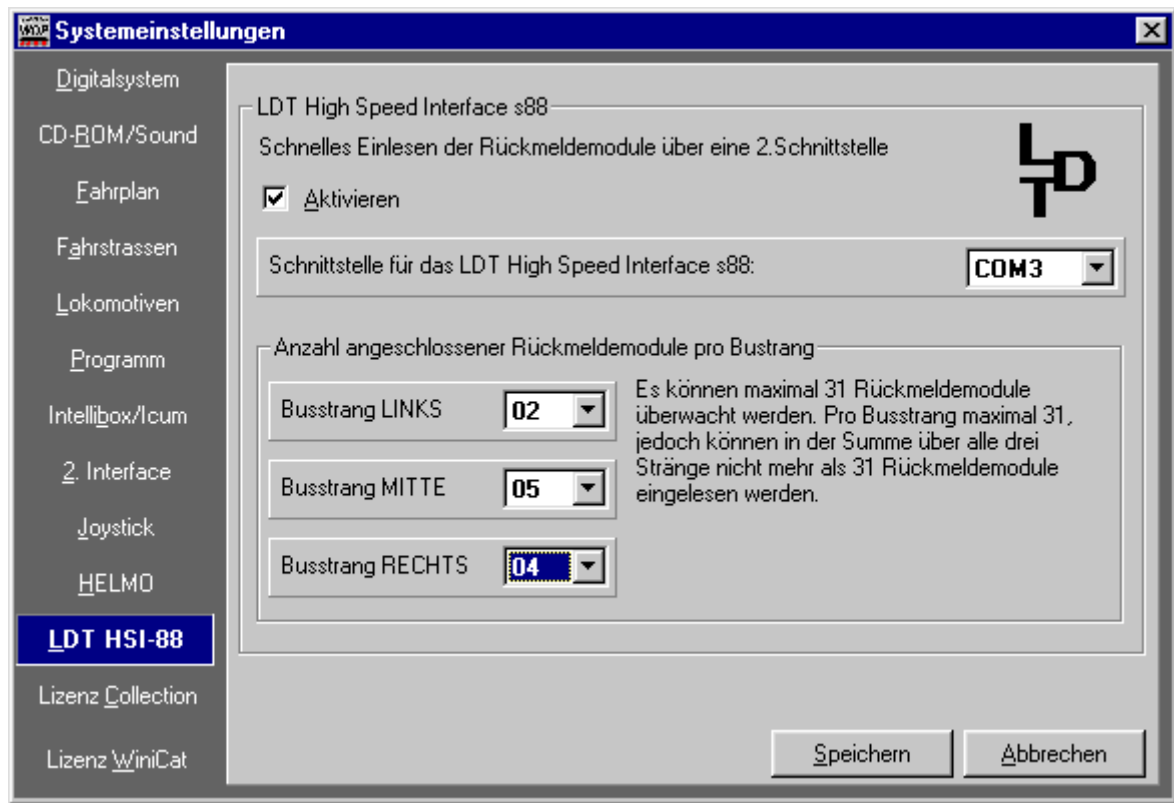 Systemeinstellungen
Digitalsystem
CD-ROM/Sound
Fahrplan
Fahrstrassen
Lokomotiven
Programm
Intellibox/Icum
2. Interface
Joystick
HELMO
LDT HSI-88
Lizenz Collection
Lizenz WiniCat
LDT High Speed Interface s88
Schnelles Einlesen der Rückmeldemodule über eine 2.Schnittstelle
LDT
Aktivieren
Schnittstelle für das LDT High Speed Interface s88:
COM3
Anzahl angeschlossener Rückmeldemodule pro Bustrang
Busstrang LINKS
02
Busstrang MITTE
05
Busstrang RECHTS
04
Es können maximal 31 Rückmeldemodule
überwacht werden. Pro Busstrang maximal 31,
jedoch können in der Summe über alle drei
Stränge nicht mehr als 31 Rückmeldemodule
eingelesen werden.
Speichern
Abbrechen